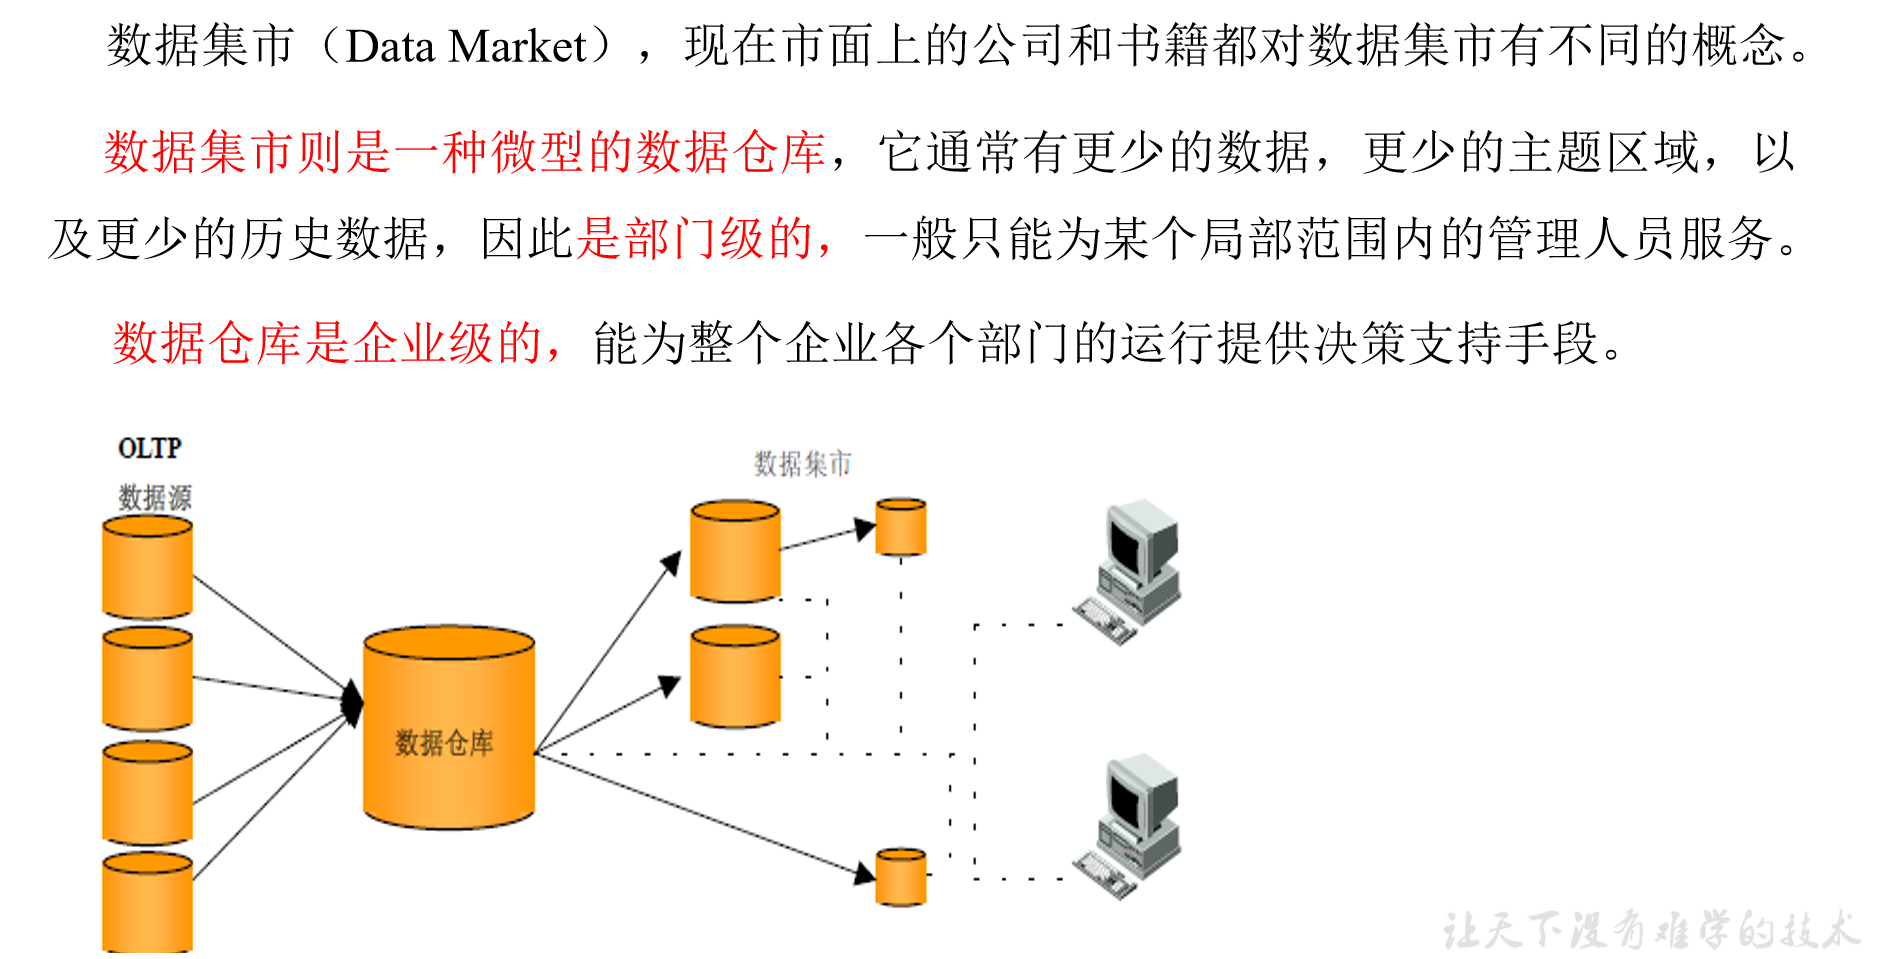 数据集市（Data Market），现在市面上的公司和书籍都对数据集市有不同的概念。
数据集市则是一种微型的数据仓库，它通常有更少的数据，更少的主题区域，以
及更少的历史数据，因此是部门级的，一般只能为某个局部范围内的管理人员服务。
数据仓库是企业级的，能为整个企业各个部门的运行提供决策支持手段。
OLTP
数据源
数据集市
数据仓库
让天下没有难学的技术